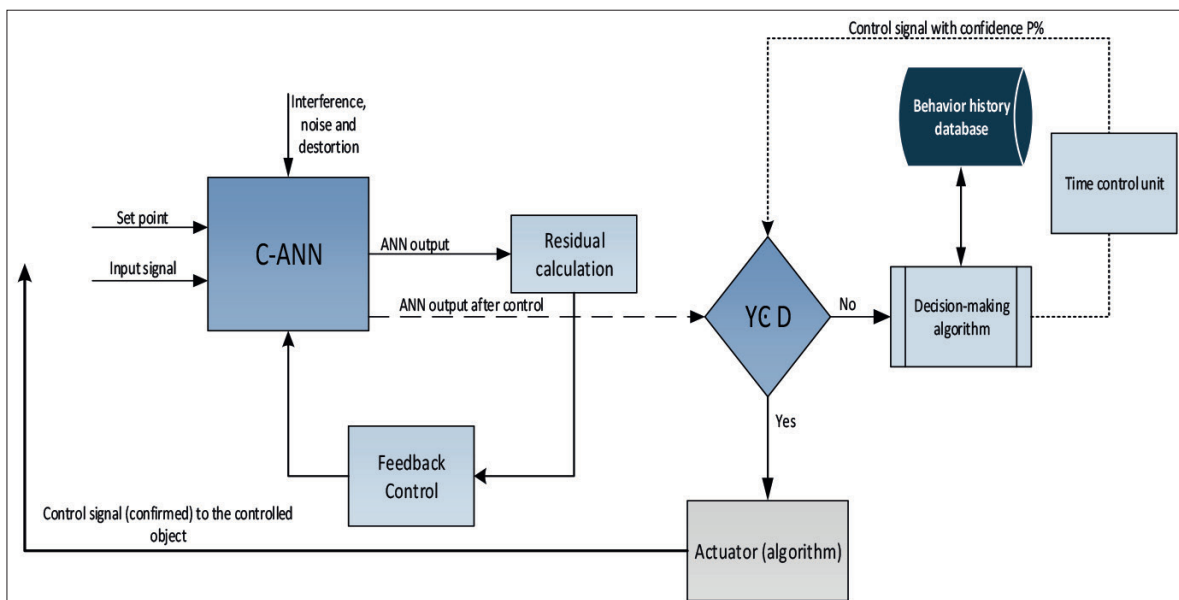 Control signal with confidence P%
Interference,
noise and
destortion
Behavior history
database
Time control unit
Set point
Input signal
C-ANN
ANN output
Residual
calculation
ANN output after control
No
Decision-making
algorithm
Yes
Feedback
Control
Control signal (confirmed) to the controlled
object
Actuator (algorithm)